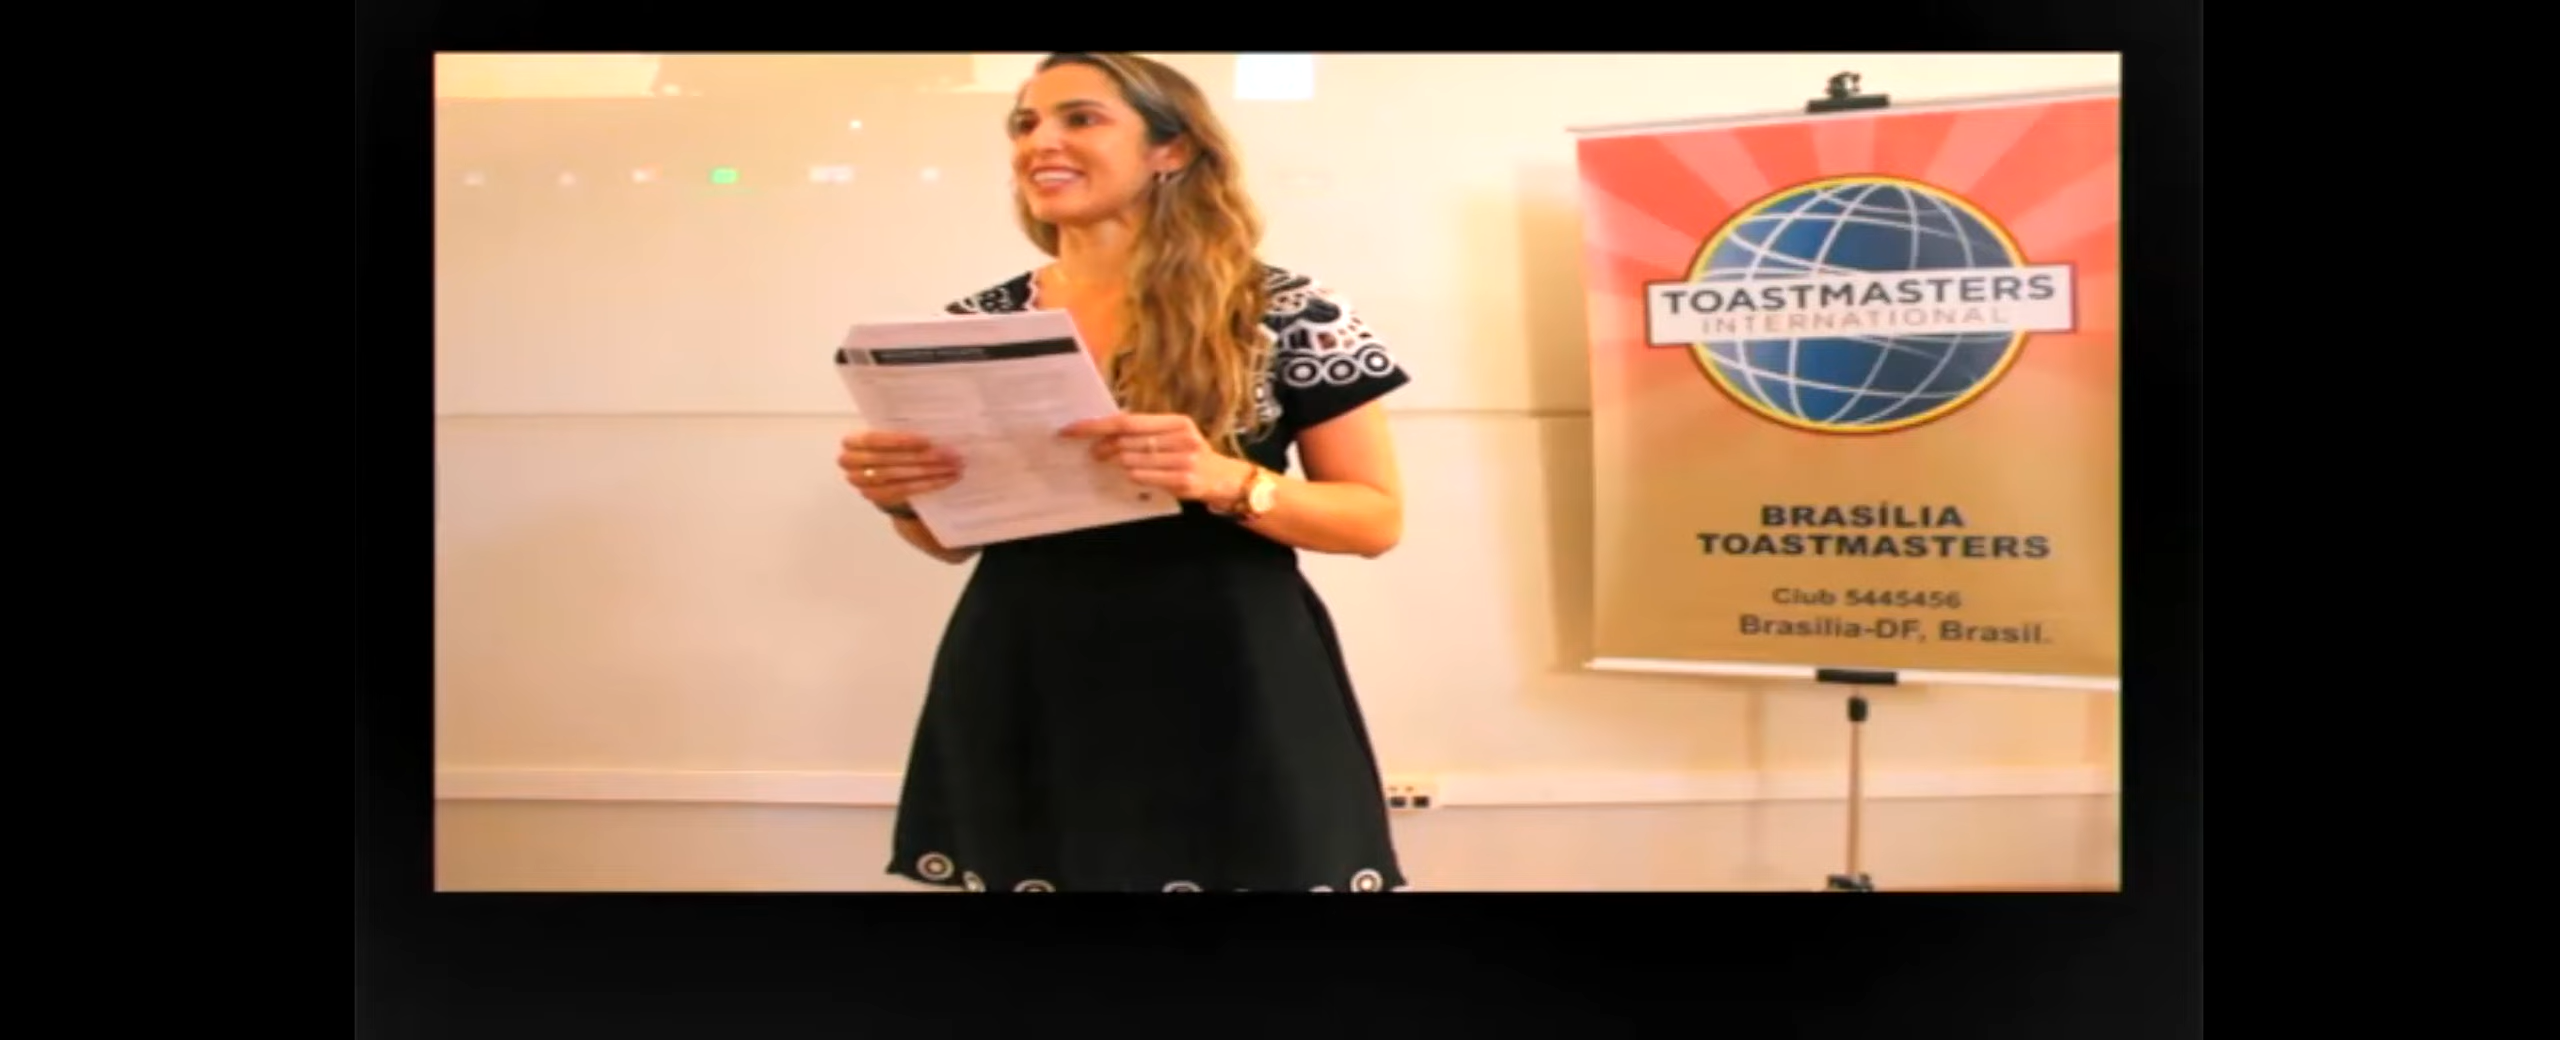 TOASTMASTERS
INTERNATIONAL
BRASÍLIA
TOASTMASTERS
Club 5445456
Brasilia-DF, Brasil.